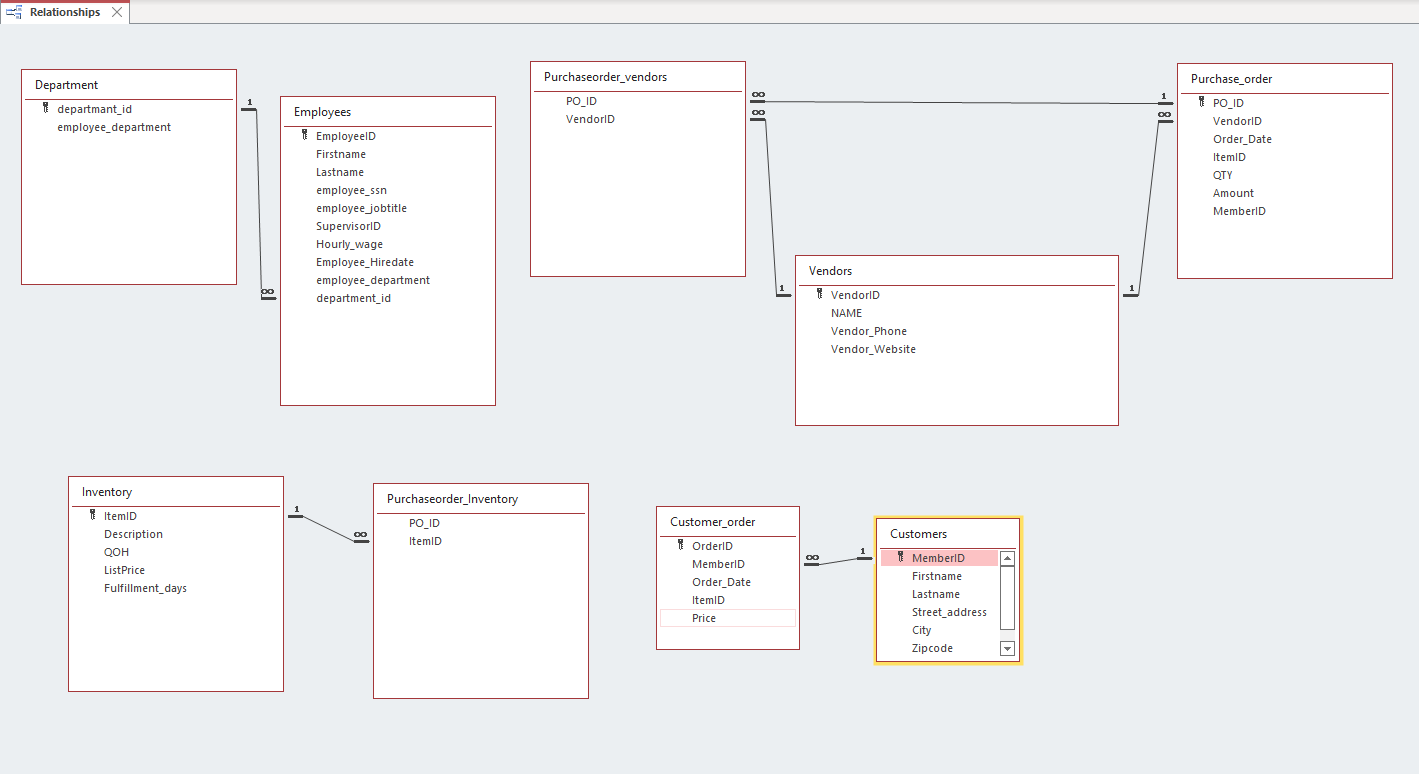 Relationships
Department
departmant_id
employee_department
1
∞
Employees
EmployeeID
Firstname
Lastname
employee_ssn
employee_jobtitle
SupervisorID
Hourly_wage
Employee_Hiredate
employee_department
department_id
Purchaseorder_vendors
PO_ID
VendorID
∞
∞
1
1
∞
1
Purchase_order
PO_ID
VendorID
Order_Date
ItemID
QTY
Amount
MemberID
Vendors
VendorID
NAME
Vendor_Phone
Vendor_Website
Inventory
ItemID
Description
QOH
ListPrice
Fulfillment_days
1
∞
Purchaseorder_Inventory
PO_ID
ItemID
Customer_order
OrderID
MemberID
Order_Date
ItemID
Price
∞
1
Customers
MemberID
Firstname
Lastname
Street_address
City
Zipcode